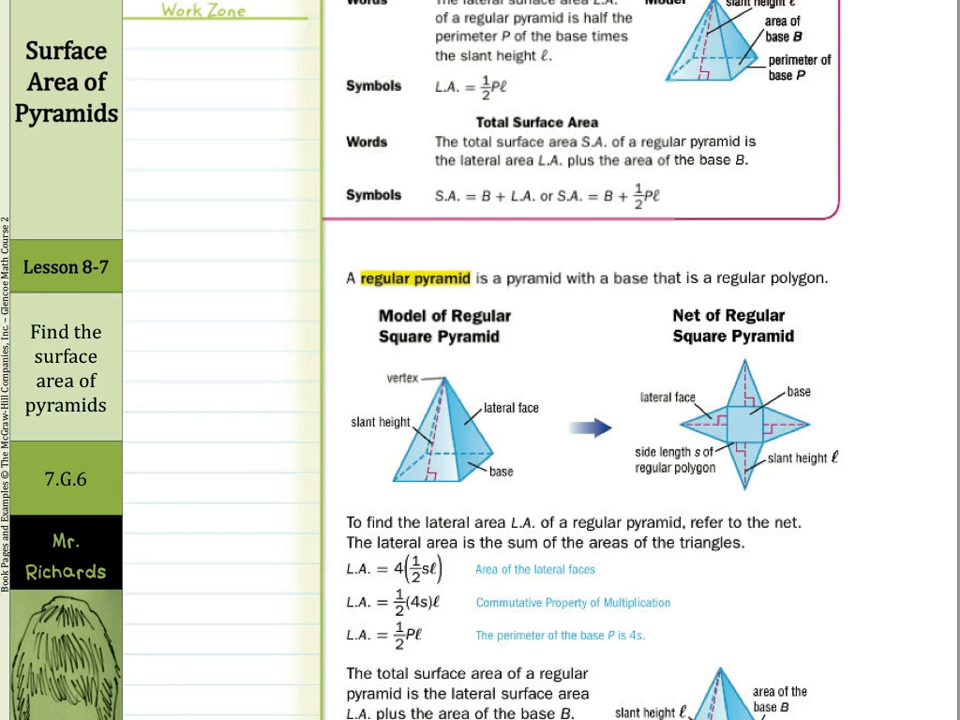 Surface
Area of
Pyramids
Lesson 8-7
Find the
surface
area of
pyramids
7.G.6
Mr.
Richards
Book Pages and Examples © The McGraw-Hill Companies, Inc. – Glencoe Math Course 2
Work Zone
Words
The lateral surface area L.A.
of a regular pyramid is half the
perimeter P of the base times
the slant height ℓ.
Model
slant height ℓ
area of
base B
perimeter of
base P
Symbols
L.A. = 1/2Pℓ
Total Surface Area
Words
The total surface area S.A. of a regular pyramid is
the lateral area L.A. plus the area of the base B.
Symbols
S.A. = B + L.A. or S.A. = B + 1/2Pℓ
A regular pyramid is a pyramid with a base that is a regular polygon.
Model of Regular
Square Pyramid
vertex
slant height
lateral face
base
Net of Regular
Square Pyramid
lateral face
base
side length s of
regular polygon
slant height ℓ
To find the lateral area L.A. of a regular pyramid, refer to the net.
The lateral area is the sum of the areas of the triangles.
L.A. = 4(1/2sℓ) Area of the lateral faces
L.A. = 1/2(4s)ℓ Commutative Property of Multiplication
L.A. = 1/2Pℓ The perimeter of the base P is 4s.
The total surface area of a regular
pyramid is the lateral surface area
L.A. plus the area of the base B.
area of the
base B
slant height ℓ